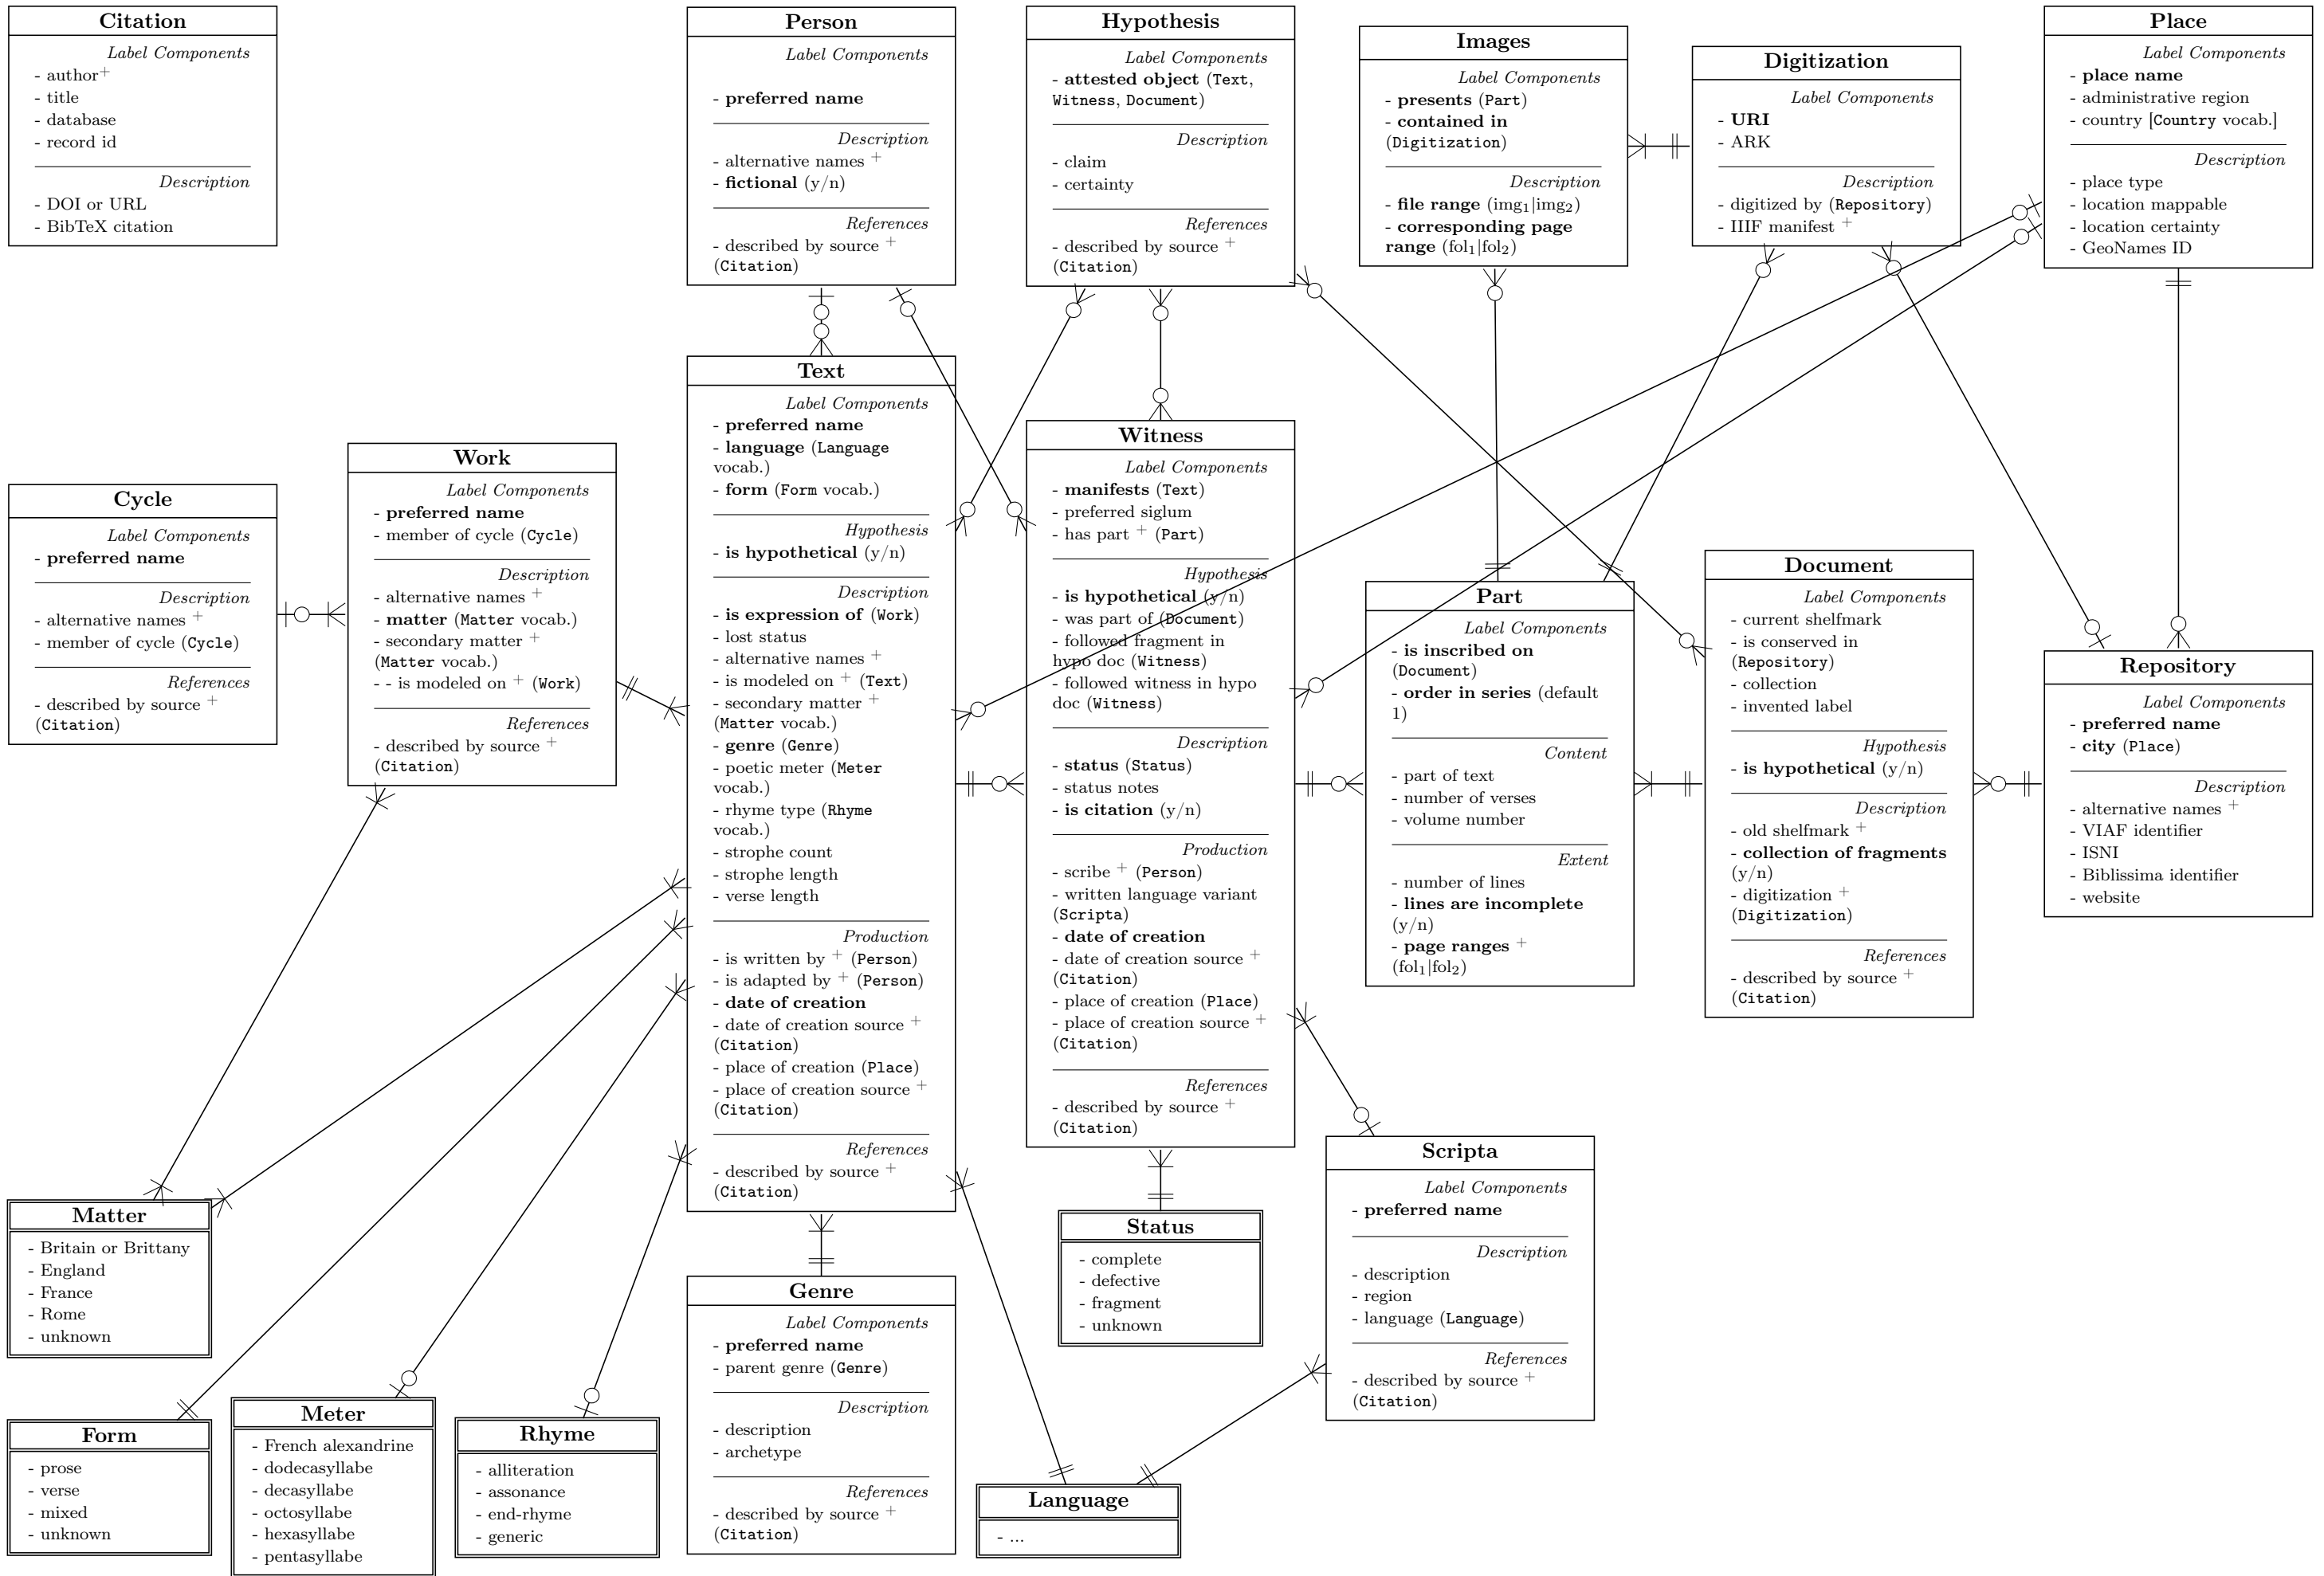 Citation
Label Components
- author+
- title
- database
- record id
Description
- DOI or URL
- BibTeX citation
Person
Label Components
- preferred name
Description
- alternative names +
- fictional (y/n)
References
- described by source +
(Citation)
Hypothesis
Label Components
- attested object (Text,
Witness, Document)
Description
- claim
- certainty
References
- described by source +
(Citation)
Images
Label Components
- presents (Part)
- contained in
(Digitization)
Description
- file range (img1|img2)
- corresponding page
range (fol1|fol2)
Digitization
Label Components
- URI
- ARK
Description
- digitized by (Repository)
- IIIF manifest +
Place
Label Components
- place name
- administrative region
- country [Country vocab.]
Description
- place type
- location mappable
- location certainty
- GeoNames ID
Cycle
Label Components
- preferred name
Description
- alternative names +
- member of cycle (Cycle)
References
- described by source +
(Citation)
Work
Label Components
- preferred name
- member of cycle (Cycle)
Description
- alternative names +
- matter (Matter vocab.)
- secondary matter +
(Matter vocab.)
- - is modeled on + (Work)
References
- described by source +
(Citation)
Text
Label Components
- preferred name
- language (Language
vocab.)
- form (Form vocab.)
Hypothesis
- is hypothetical (y/n)
Description
- is expression of (Work)
- lost status
- alternative names +
- is modeled on + (Text)
- secondary matter +
(Matter vocab.)
- genre (Genre)
- poetic meter (Meter
vocab.)
- rhyme type (Rhyme
vocab.)
- strophe count
- strophe length
- verse length
Production
- is written by + (Person)
- is adapted by + (Person)
- date of creation
- date of creation source +
(Citation)
- place of creation (Place)
- place of creation source +
(Citation)
References
- described by source +
(Citation)
Witness
Label Components
- manifests (Text)
- preferred siglum
- has part + (Part)
Hypothesis
- is hypothetical (y/n)
- was part of (Document)
- followed fragment in
hypo doc (Witness)
- followed witness in hypo
doc (Witness)
Description
- status (Status)
- status notes
- is citation (y/n)
Production
- scribe + (Person)
- written language variant
(Scripta)
- date of creation
- date of creation source +
(Citation)
- place of creation (Place)
- place of creation source +
(Citation)
References
- described by source +
(Citation)
Part
Label Components
- is inscribed on
(Document)
- order in series (default
1)
Content
- part of text
- number of verses
- volume number
Extent
- number of lines
- lines are incomplete
(y/n)
- page ranges +
(fol1|fol2)
Document
Label Components
- current shelfmark
- is conserved in
(Repository)
- collection
- invented label
Hypothesis
- is hypothetical (y/n)
Description
- old shelfmark +
- collection of fragments
(y/n)
- digitization +
(Digitization)
References
- described by source +
(Citation)
Repository
Label Components
- preferred name
- city (Place)
Description
- alternative names +
- VIAF identifier
- ISNI
- Biblissima identifier
- website
Matter
- Britain or Brittany
- England
- France
- Rome
- unknown
Form
- prose
- verse
- mixed
- unknown
Meter
- French alexandrine
- dodecasyllabe
- decasyllabe
- octosyllabe
- hexasyllabe
- pentasyllabe
Rhyme
- alliteration
- assonance
- end-rhyme
- generic
Genre
Label Components
- preferred name
- parent genre (Genre)
Description
- description
- archetype
References
- described by source +
(Citation)
Status
- complete
- defective
- fragment
- unknown
Language
- ...
Scripta
Label Components
- preferred name
Description
- description
- region
- language (Language)
References
- described by source +
(Citation)